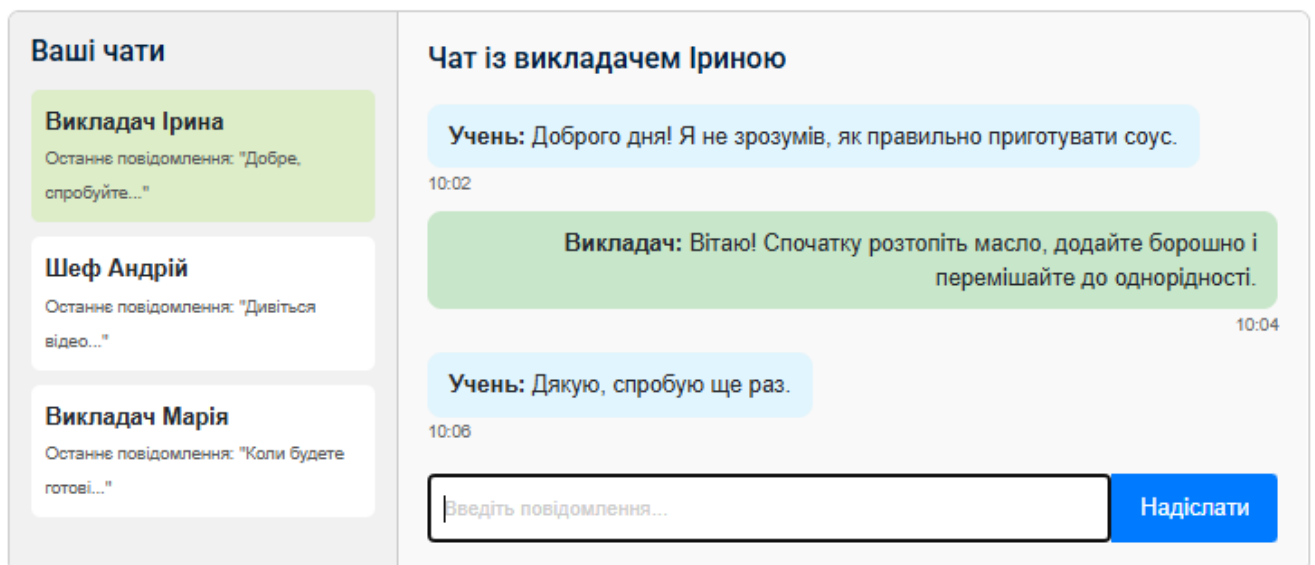 Ваші чати
Викладач Ірина
Останнє повідомлення: "Добре,
спробуйте..."
Шеф Андрій
Останнє повідомлення: "Дивіться
відео..."
Викладач Марія
Останнє повідомлення: "Коли будете
готові..."
Чат із викладачем Іриною
Учень: Доброго дня! Я не зрозумів, як правильно приготувати соус.
10:02
Викладач: Вітаю! Спочатку розтопіть масло, додайте борошно і
перемішайте до однорідності.
10:04
Учень: Дякую, спробую ще раз.
10:06
Введіть повідомлення...
Надіслати